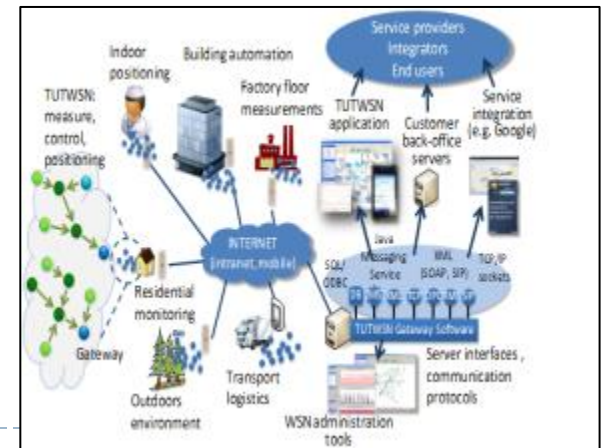 Service providers
Integrators
End users
Indoor
positioning
Building automation
Factory floor
measurements
TUTWSN:
measure,
control,
positioning
TUTWSN
application
Customer
back-office
servers
Service
integration
(e.g. Google)
INTERNET
(intranet, mobile)
SQL/
ODBC
Java
Messaging
Service
XML
(SOAP, SIP)
TCP/IP
sockets
TUTWSN Gateway Software
Residential
monitoring
Gateway
Outdoors
environment
Transport
logistics
Server interfaces,
communication
protocols
WSN administration
tools